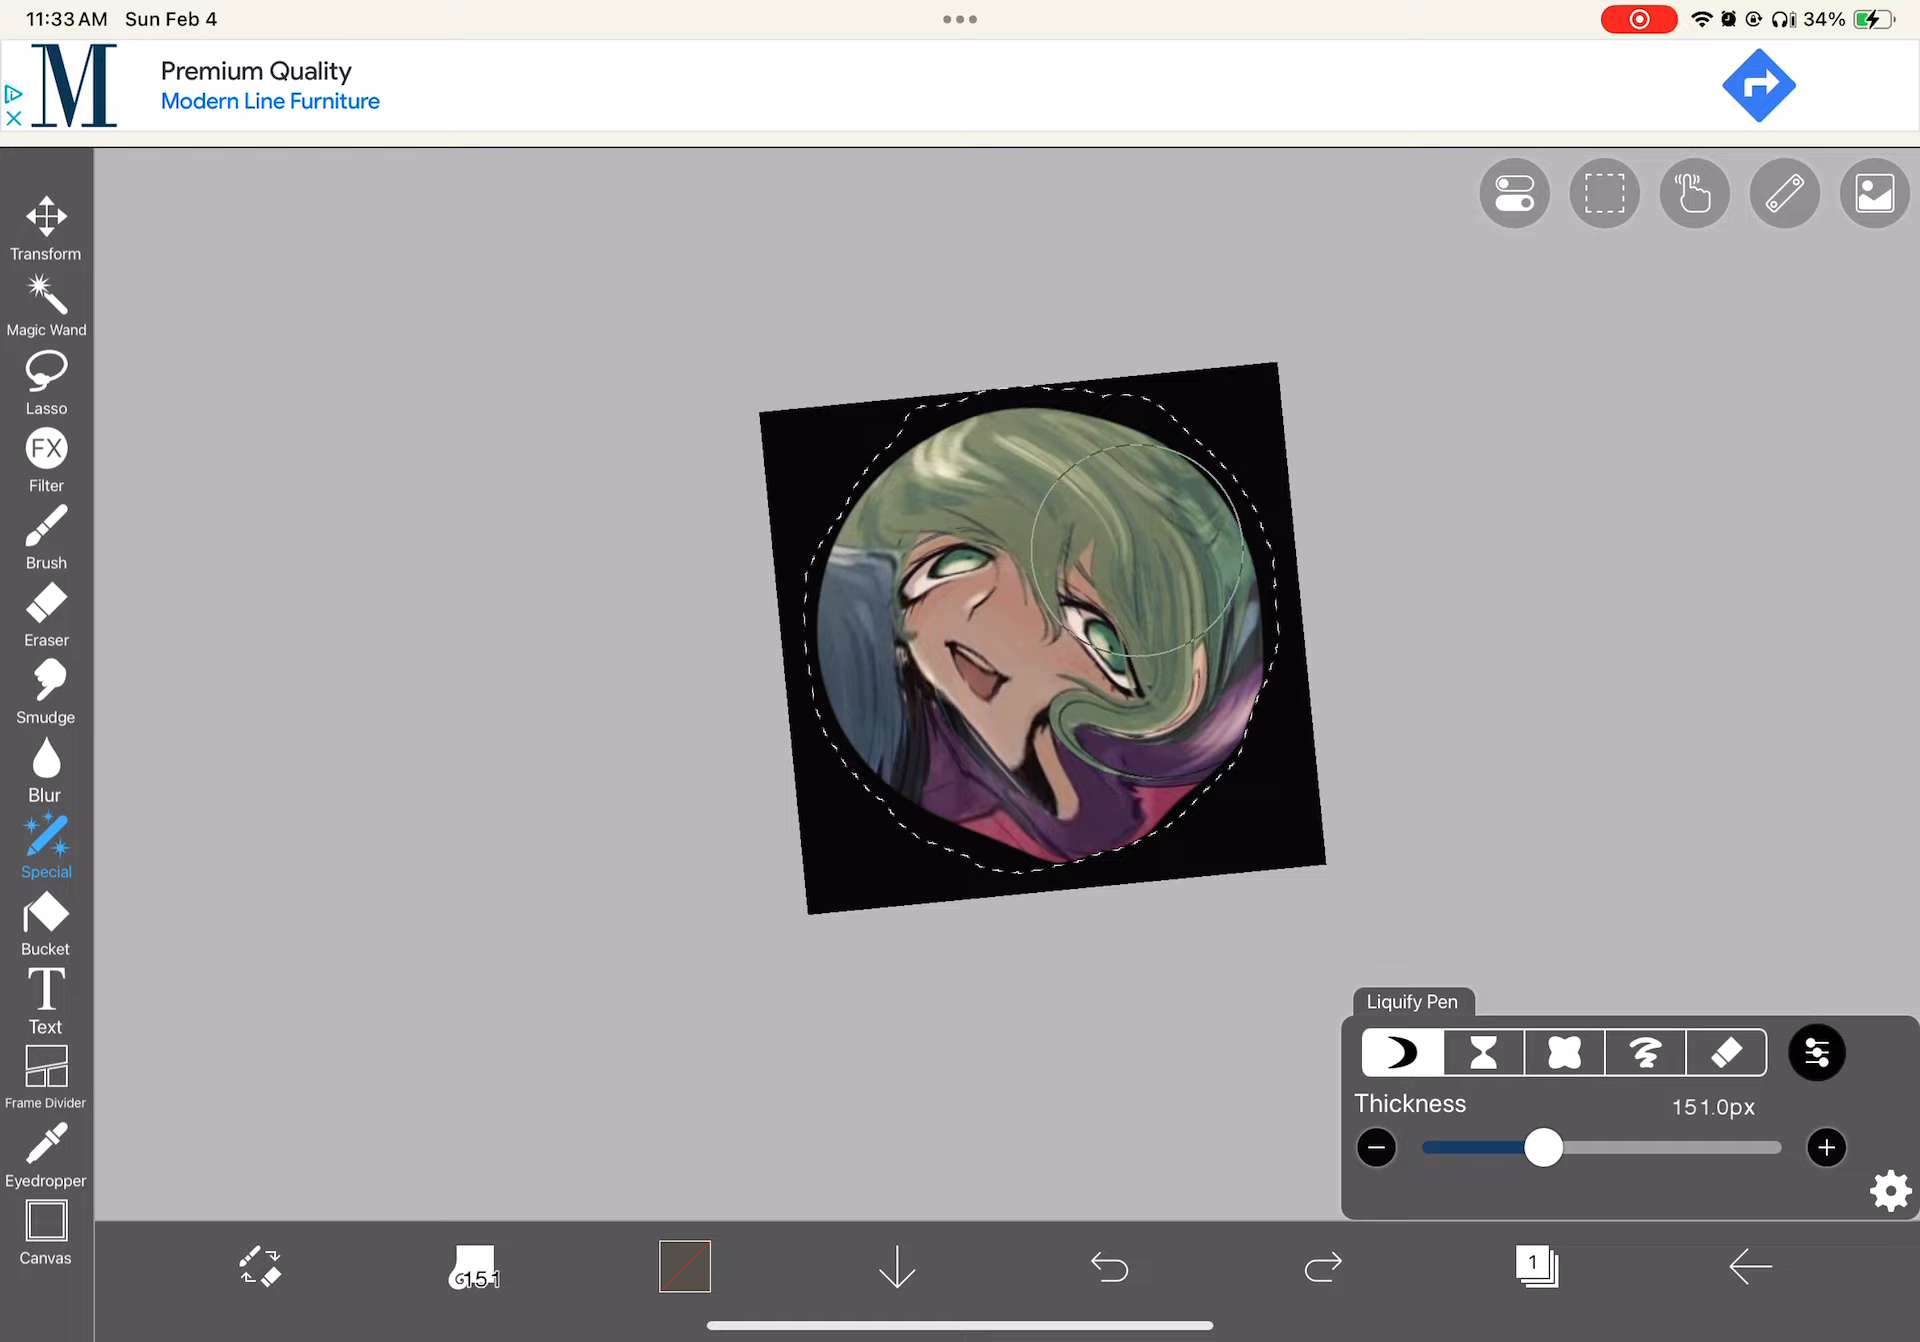 11:33 AM Sun Feb 4
34%
M
Premium Quality
Modern Line Furniture
Transform
Magic Wand
Lasso
FX
Filter
Brush
Eraser
Smudge
Blur
Special
Bucket
T
Text
Frame Divider
Eyedropper
Canvas
Liquify Pen
Thickness
151.0px
G151
1